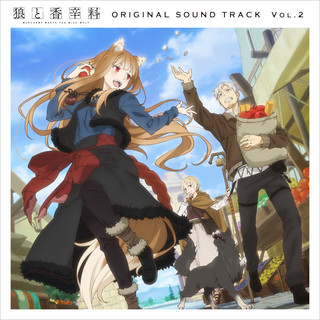 狼と香辛料 ORIGINAL SOUND TRACK VOL.2
MERCHANT MEETS THE WISE WOLF